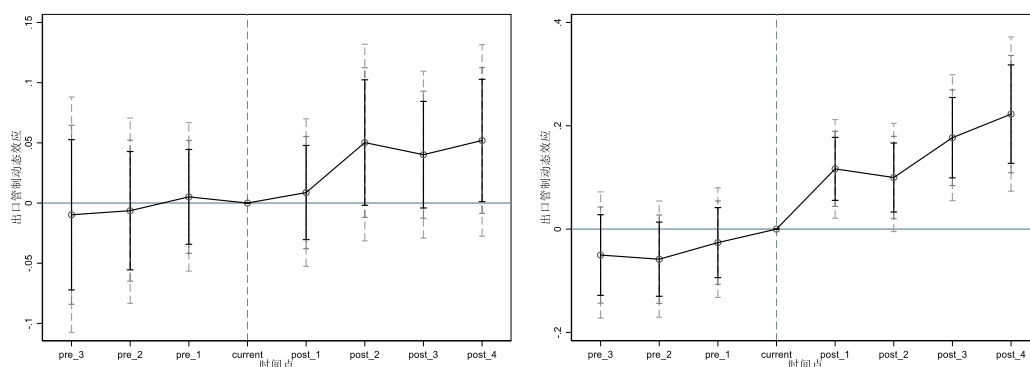 .15
.1
.05
0
-.05
-.1
出口管制动态效应
pre_3 pre_2 pre_1 current post_1 post_2 post_3 post_4
时间点
.4
.2
0
-.2
出口管制动态效应
pre_3 pre_2 pre_1 current post_1 post_2 post_3 post_4
时间点